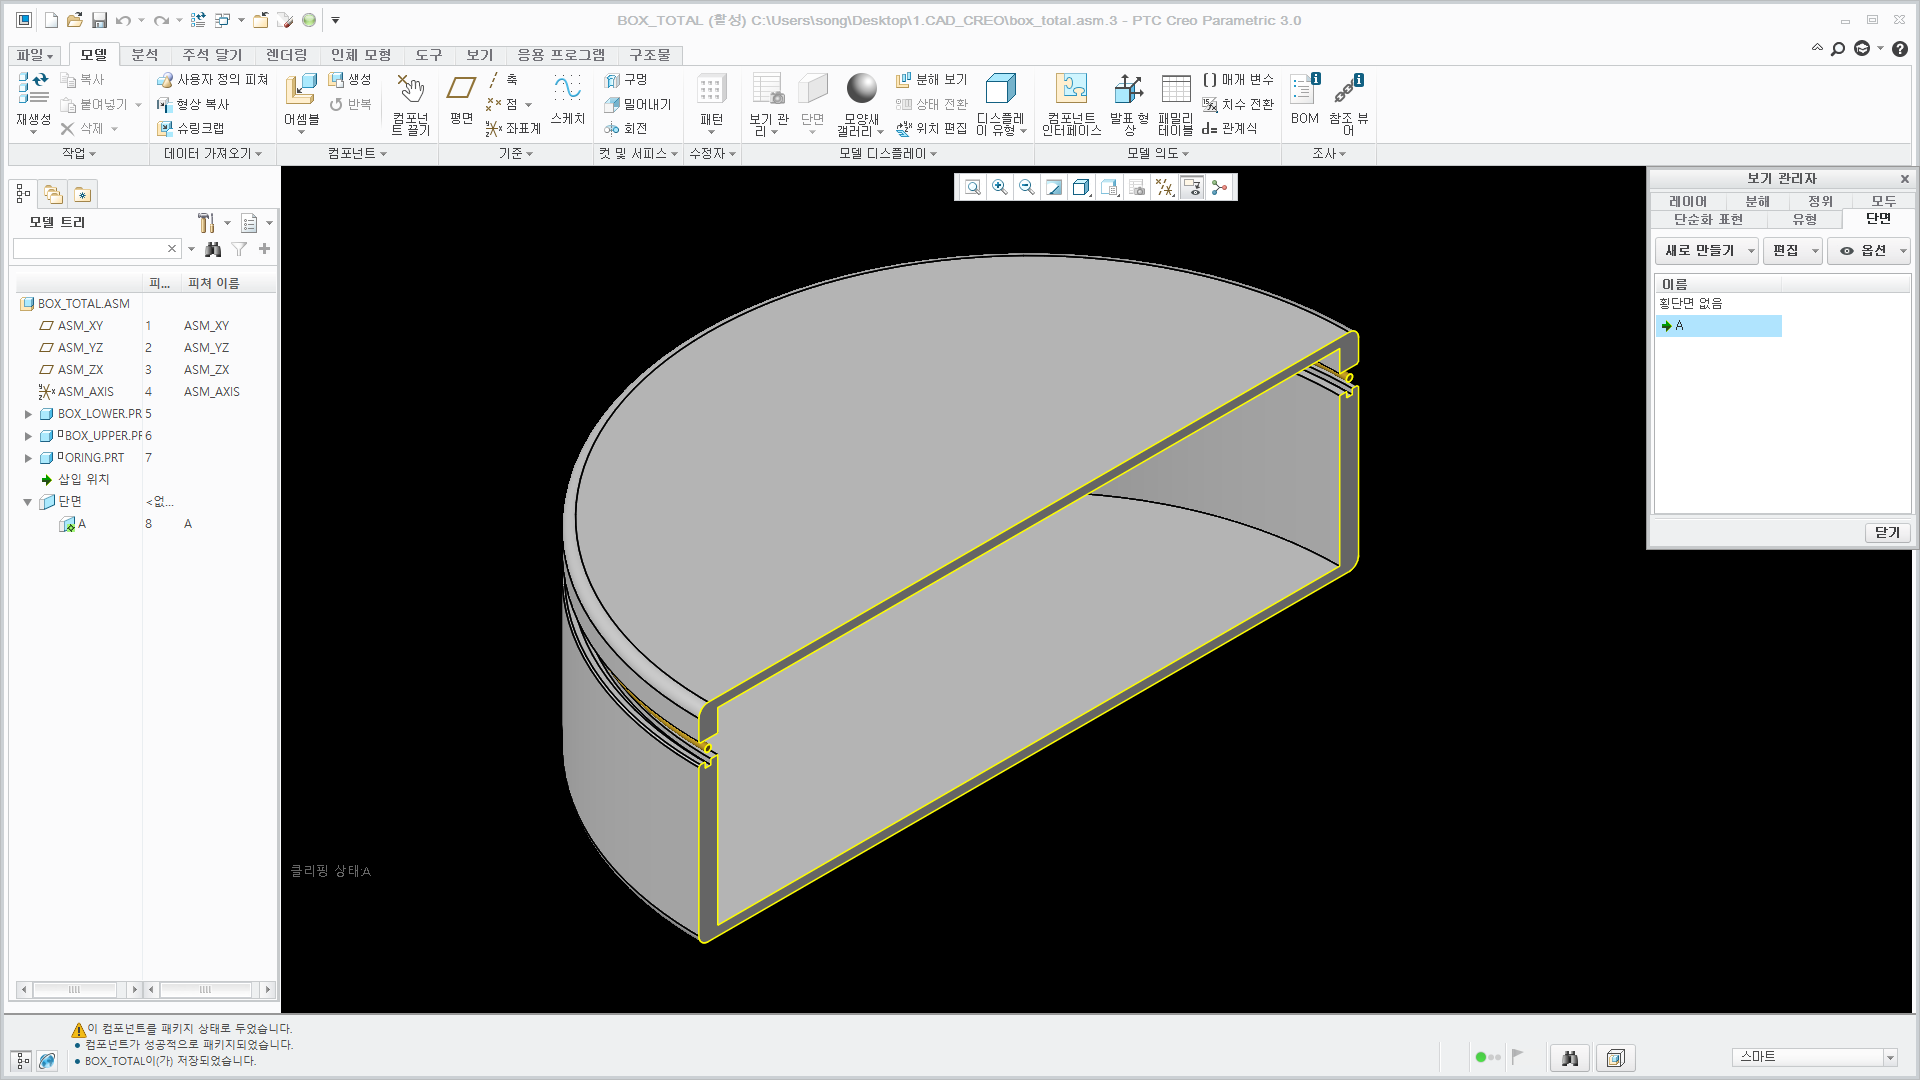 BOX_TOTAL (활성) C:\Users\song\Desktop\1.CAD_CREO\box_total.asm.3 - PTC Creo Parametric 3.0
파일 모델 분석 주석 달기 렌더링 인체 모형 도구 보기 응용 프로그램 구조물
재생성
복사
붙여넣기
삭제
작업
사용자 정의 피쳐
형상 복사
슈링크랩
데이터 가져오기
어셈블
생성
반복
컴포넌트 끌기
컴포넌트
평면
축
점
좌표계
스케치
기준
구멍
밀어내기
회전
컷 및 서피스
패턴
수정자
보기 관리
단면
모양새 갤러리
분해 보기
상태 전환
위치 편집
디스플레이 유형
모델 디스플레이
컴포넌트 인터페이스
발표 형상
패밀리 테이블
매개 변수
치수 전환
d= 관계식
모델 의도
BOM
참조 뷰어
조사
모델 트리
피... 피쳐 이름
BOX_TOTAL.ASM
ASM_XY 1 ASM_XY
ASM_YZ 2 ASM_YZ
ASM_ZX 3 ASM_ZX
ASM_AXIS 4 ASM_AXIS
BOX_LOWER.PR 5
BOX_UPPER.PF 6
ORING.PRT 7
삽입 위치
단면 <없...
A 8 A
클리핑 상태:A
보기 관리자
레이어 분해 정위 모두
단순화 표현 유형 단면
새로 만들기 편집 옵션
이름
횡단면 없음
A
닫기
이 컴포넌트를 패키지 상태로 두었습니다.
• 컴포넌트가 성공적으로 패키지되었습니다.
• BOX_TOTAL이(가) 저장되었습니다.
스마트